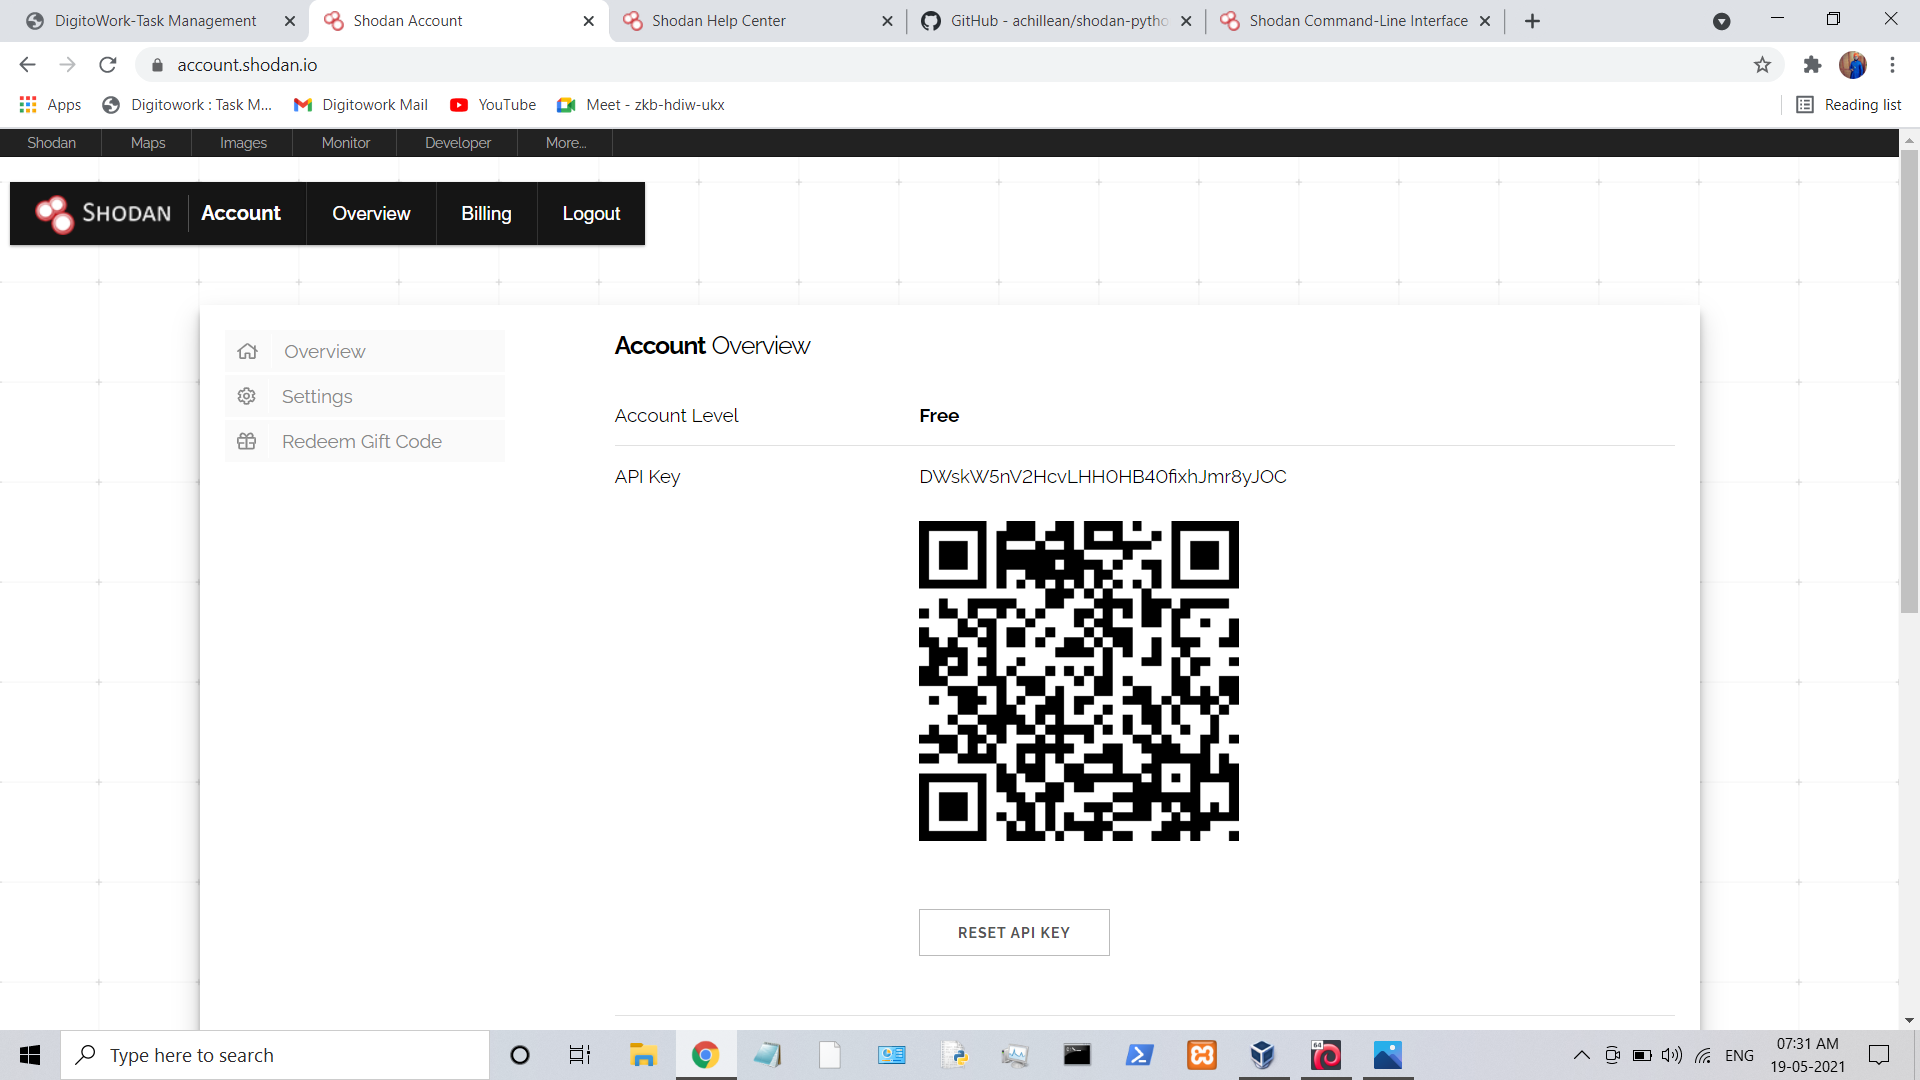 DigitoWork-Task Management
Shodan Account
Shodan Help Center
GitHub - achillean/shodan-pytho
Shodan Command-Line Interface
account.shodan.io
Apps
Digitowork : Task M...
Digitowork Mail
YouTube
Meet - zkb-hdiw-ukx
Reading list
Shodan
Maps
Images
Monitor
Developer
More...
SHODAN
Account
Overview
Billing
Logout
Overview
Settings
Redeem Gift Code
Account Overview
Account Level
Free
API Key
DWskW5nV2HcvLHH0HB40fixhJmr8yJOC
RESET API KEY
Type here to search
64
ENG
07:31 AM
19-05-2021